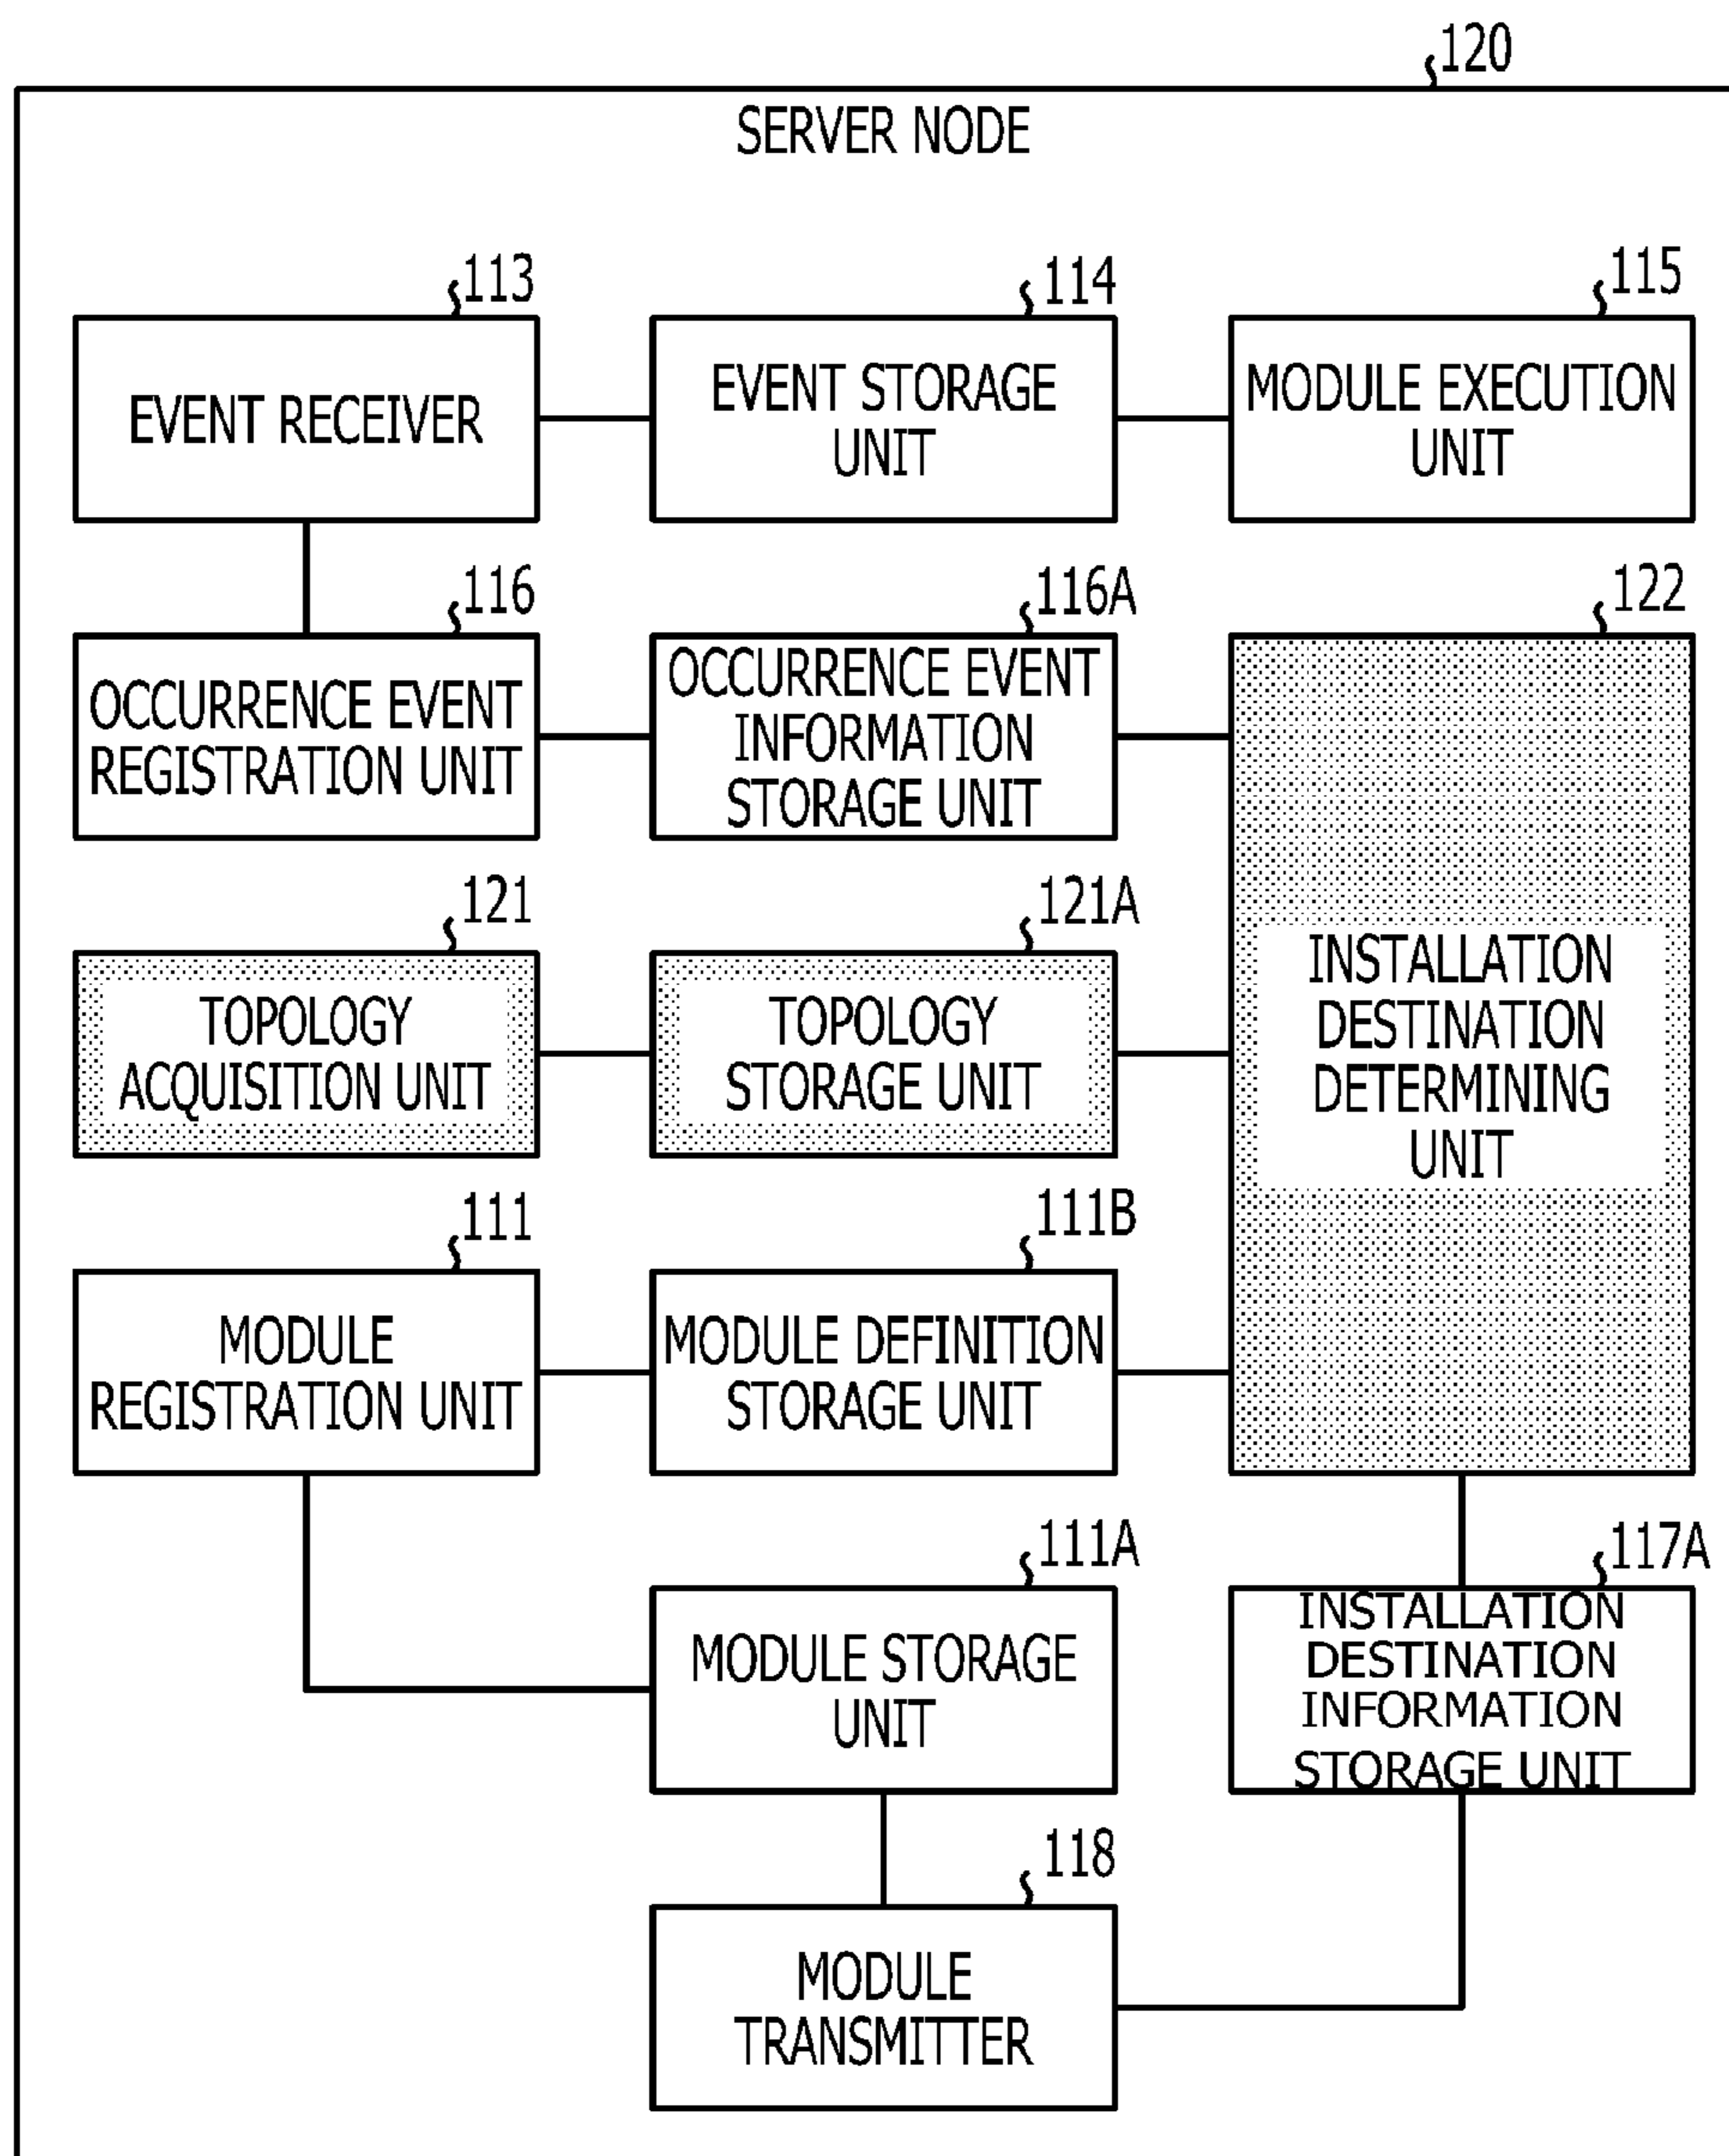 120
SERVER NODE
113
EVENT RECEIVER
114
EVENT STORAGE
UNIT
115
MODULE EXECUTION
UNIT
116
OCCURRENCE EVENT
REGISTRATION UNIT
116A
OCCURRENCE EVENT
INFORMATION
STORAGE UNIT
122
INSTALLATION
DESTINATION
DETERMINING
UNIT
121
TOPOLOGY
ACQUISITION UNIT
121A
TOPOLOGY
STORAGE UNIT
111
MODULE
REGISTRATION UNIT
111B
MODULE DEFINITION
STORAGE UNIT
111A
MODULE STORAGE
UNIT
117A
INSTALLATION
DESTINATION
INFORMATION
STORAGE UNIT
118
MODULE
TRANSMITTER